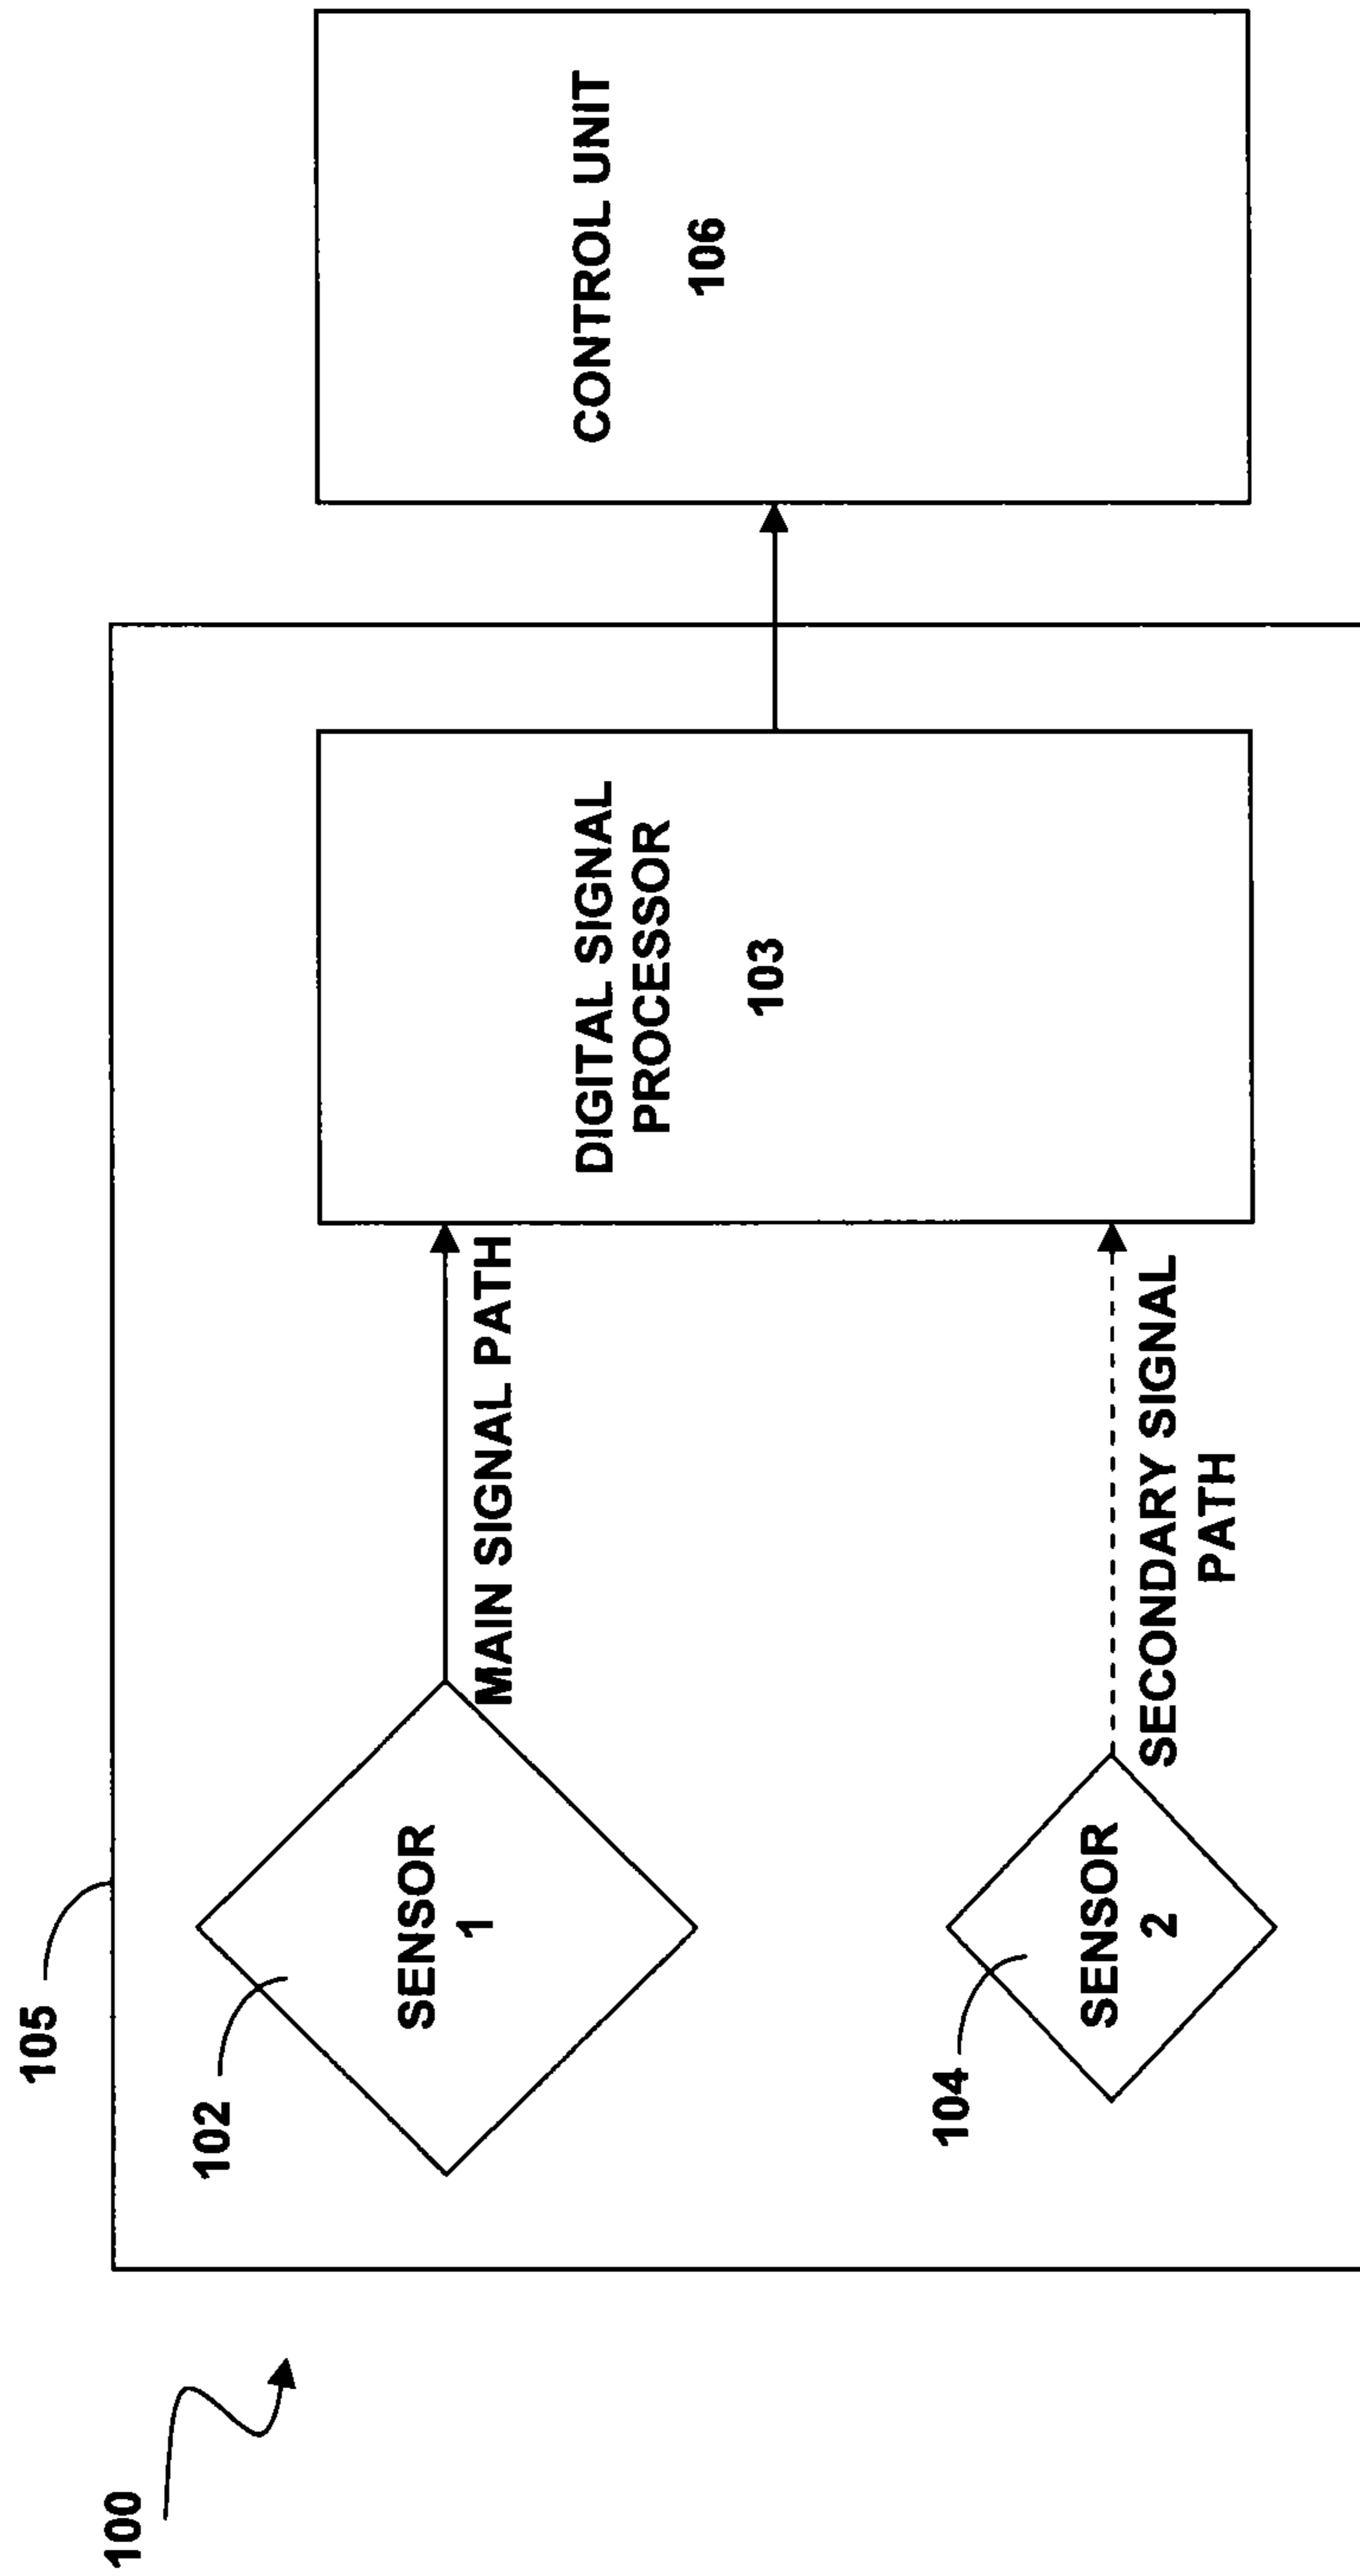 100
105
102
SENSOR
1
MAIN SIGNAL PATH
104
SENSOR
2
SECONDARY SIGNAL
PATH
DIGITAL SIGNAL
PROCESSOR
103
CONTROL UNIT
106